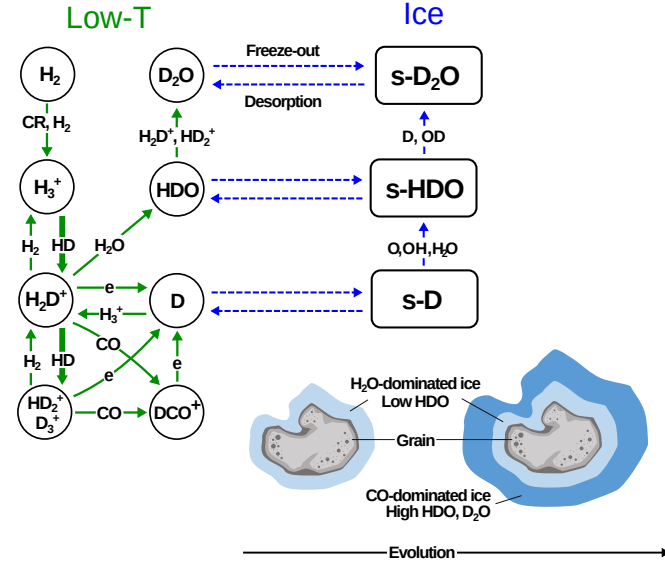 Low-T
Ice
H₂
D₂O
Freeze-out
Desorption
s-D₂O
CR, H₂
H₂D⁺, HD₂⁺
D, OD
H₃⁺
HDO
s-HDO
H₂
HD
H₂O
O,OH,H₂O
H₂D⁺
e
D
s-D
H₃⁺
CO
H₂
HD
e
e
HD₂⁺
D₃⁺
CO
DCO⁺
H₂O-dominated ice
Low HDO
Grain
CO-dominated ice
High HDO, D₂O
Evolution